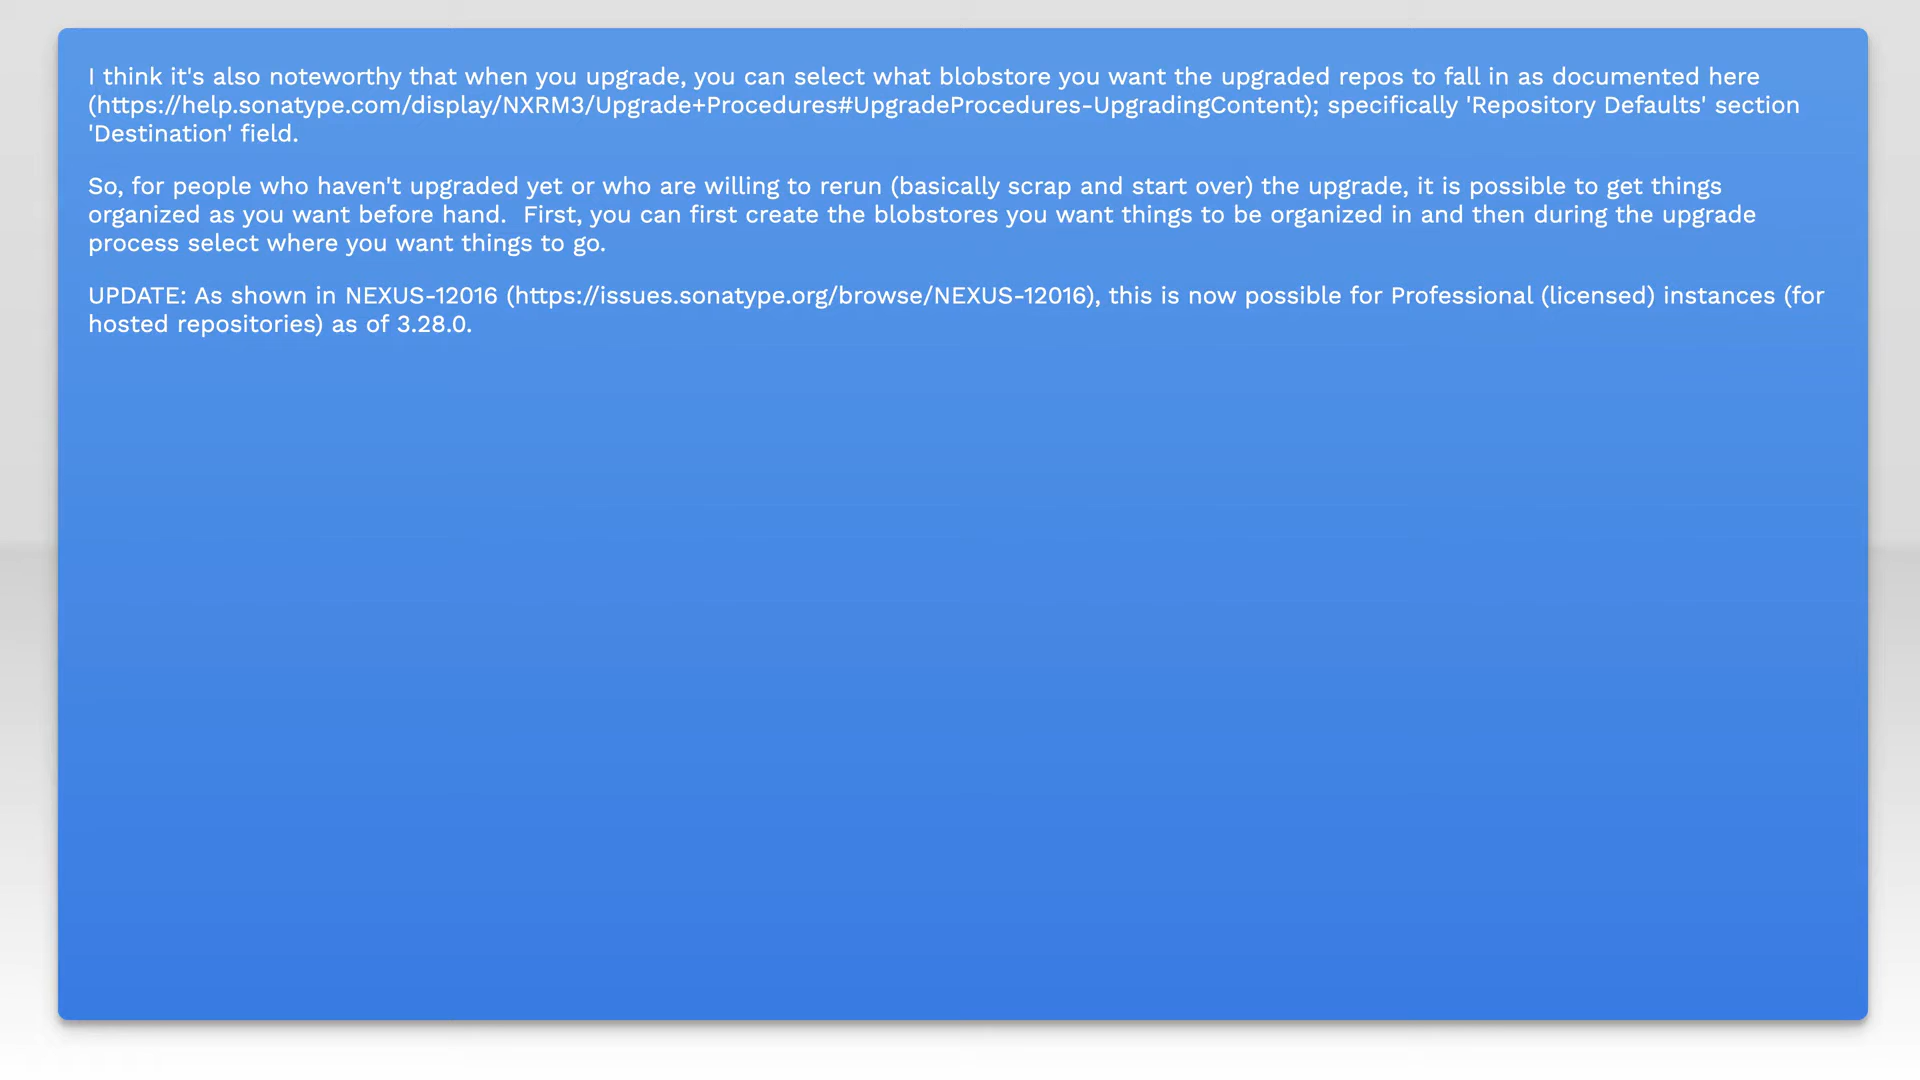 I think it's also noteworthy that when you upgrade, you can select what blobstore you want the upgraded repos to fall in as documented here
(https://help.sonatype.com/display/NXRM3/Upgrade+Procedures#UpgradeProcedures-UpgradingContent); specifically 'Repository Defaults' section
'Destination' field.
So, for people who haven't upgraded yet or who are willing to rerun (basically scrap and start over) the upgrade, it is possible to get things
organized as you want before hand.  First, you can first create the blobstores you want things to be organized in and then during the upgrade
process select where you want things to go.
UPDATE: As shown in NEXUS-12016 (https://issues.sonatype.org/browse/NEXUS-12016), this is now possible for Professional (licensed) instances (for
hosted repositories) as of 3.28.0.